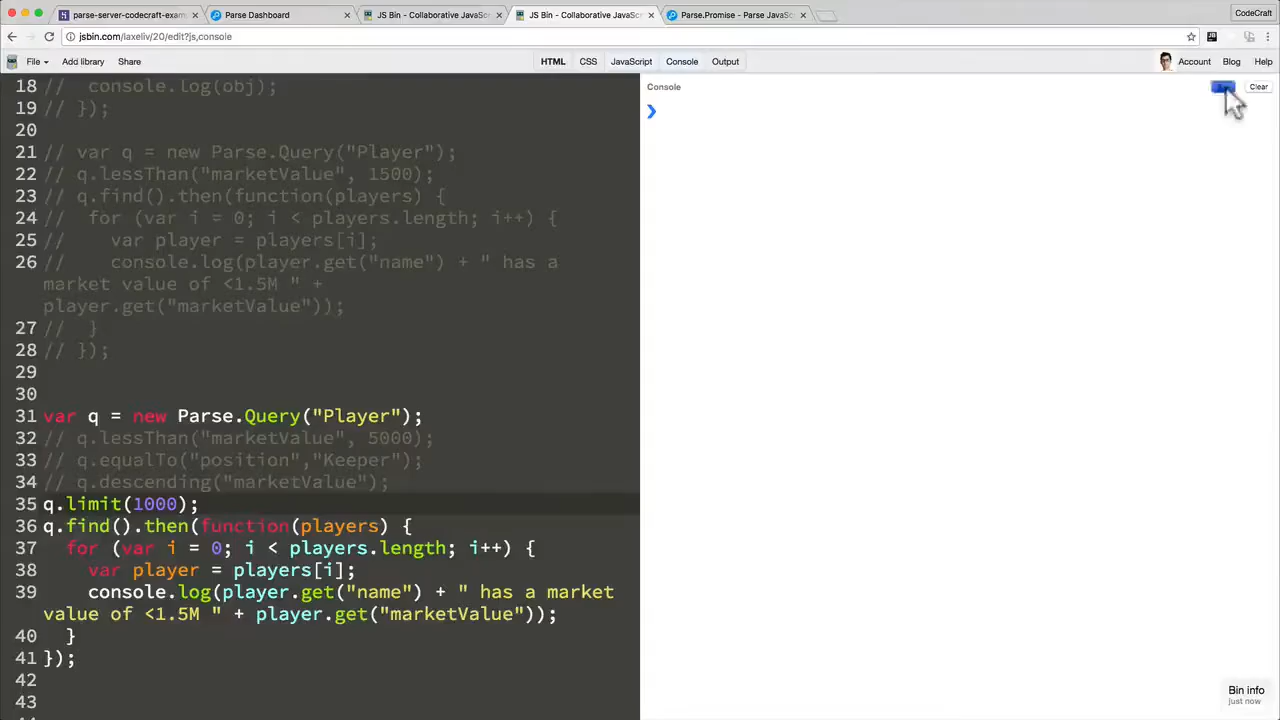 parse-server-codecraft-exam
Parse Dashboard
JS Bin - Collaborative JavaSc
JS Bin - Collaborative JavaSc
Parse.Promise - Parse JavaSc
CodeCraft
jsbin.com/iaxeliv/20/edit?js,console
File
Add library
Share
HTML
CSS
JavaScript
Console
Output
Account
Blog
Help
Console
Clear
18 //   console.log(obj);
19 // });
20
21 // var q = new Parse.Query("Player");
22 // q.lessThan("marketValue", 1500);
23 // q.find().then(function(players) {
24 //   for (var i = 0; i < players.length; i++) {
25 //     var player = players[i];
26 //     console.log(player.get("name") + " has a
market value of <1.5M " +
player.get("marketValue"));
27 //   }
28 // });
29
30
31 var q = new Parse.Query("Player");
32 // q.lessThan("marketValue", 5000);
33 // q.equalTo("position","Keeper");
34 // q.descending("marketValue");
35 q.limit(1000);
36 q.find().then(function(players) {
37   for (var i = 0; i < players.length; i++) {
38     var player = players[i];
39     console.log(player.get("name") + " has a market
value of <1.5M " + player.get("marketValue"));
40   }
41 });
42
43
Bin info
just now